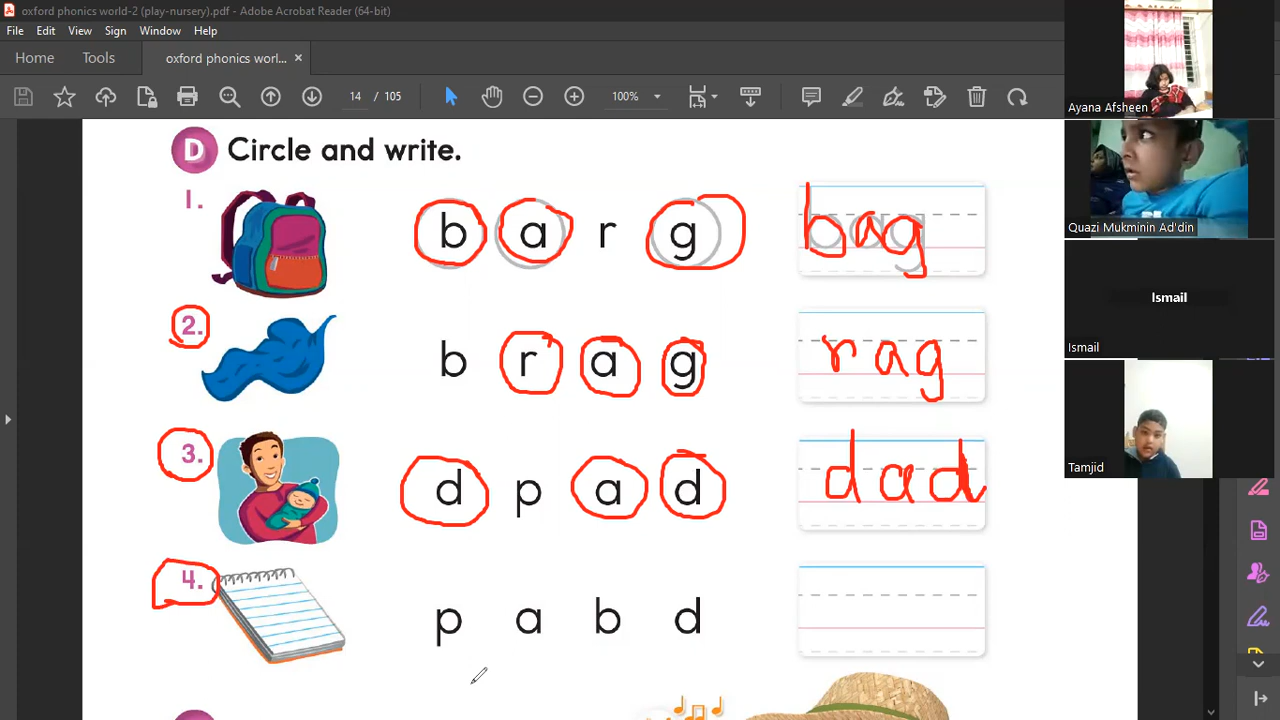 oxford phonics world-2 (play-nursery).pdf - Adobe Acrobat Reader (64-bit)
File Edit View Sign Window Help
Home Tools oxford phonics worl... ×
14 / 105 100%
D Circle and write.
1. b a r g bag
2. b r a g rag
3. d p a d dad
4. p a b d
Ayana Afsheen
Quazi Mukminin Ad'din
Ismail
Ismail
Tamjid